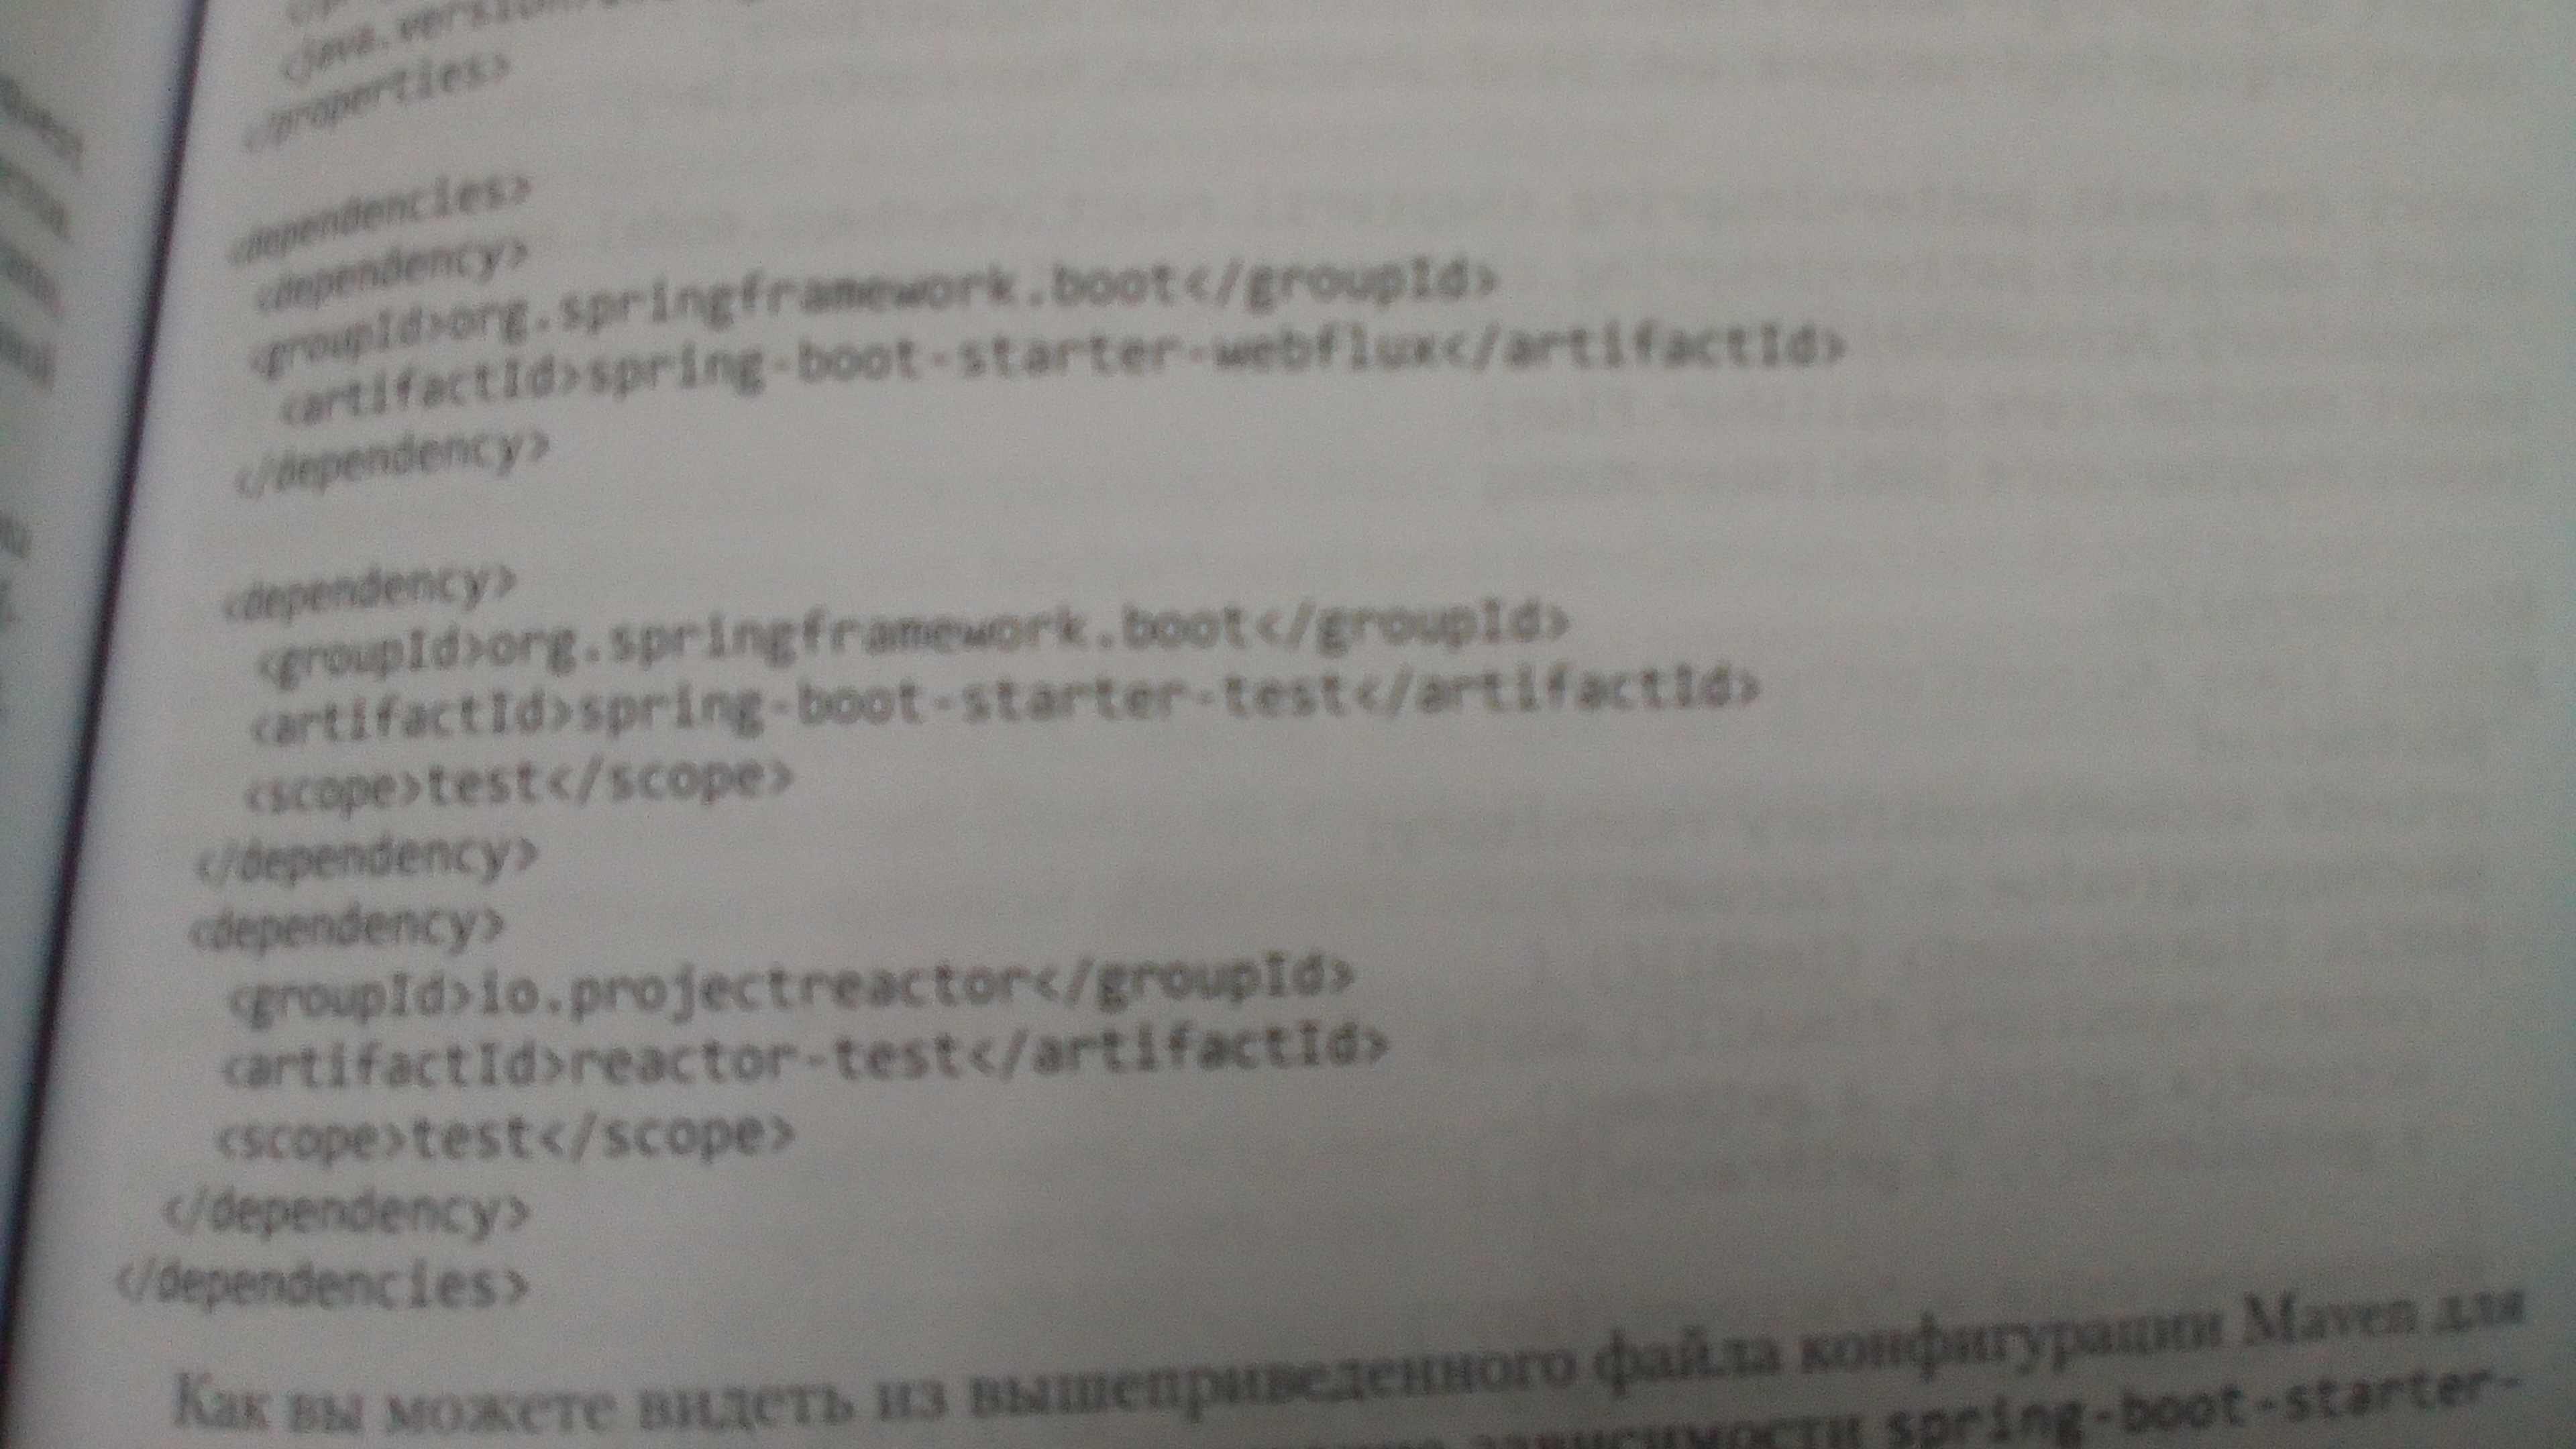 <java.version
</properties>
<dependencies>
<dependency>
<groupId>org.springframework.boot</groupId>
<artifactId>spring-boot-starter-webflux</artifactId>
</dependency>
<dependency>
<groupId>org.springframework.boot</groupId>
<artifactId>spring-boot-starter-test</artifactId>
<scope>test</scope>
</dependency>
<dependency>
<groupId>io.projectreactor</groupId>
<artifactId>reactor-test</artifactId>
<scope>test</scope>
</dependency>
</dependencies>
Как вы можете видеть из вышеприведенного файла конфигурации Maven для
зависимости spring-boot-starter-